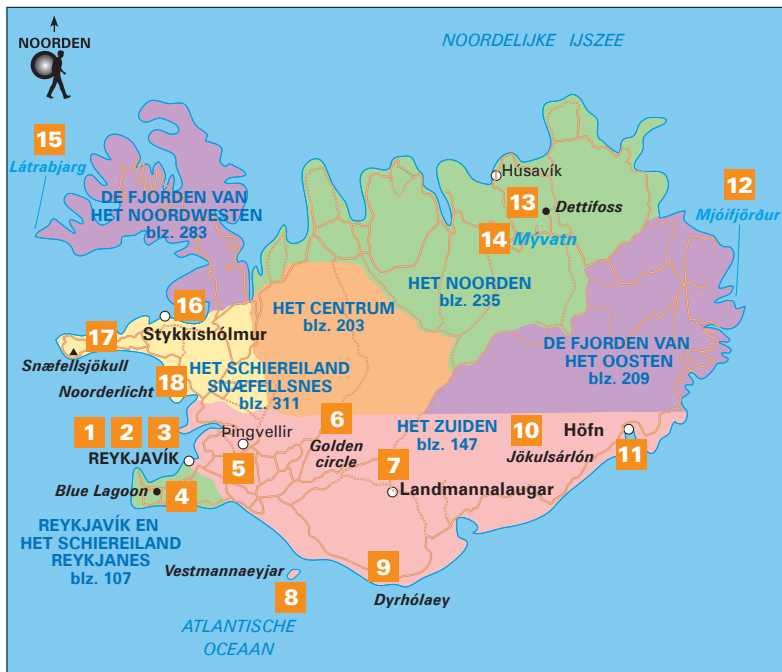 NOORDEN
NOORDELIJKE IJSZEE
15
Látrabjarg
DE FJORDEN VAN
HET NOORDWESTEN
blz. 283
Húsavík
13
Dettifoss
12
Mjóifjörður
14 Mývatn
HET NOORDEN
blz. 235
16
Stykkishólmur
HET CENTRUM
blz. 203
17
Snæfellsjökull
DE FJORDEN VAN
HET OOSTEN
blz. 209
HET SCHIEREILAND
SNÆFELLSNES
blz. 311
Noorderlicht 18
1 2 3
REYKJAVÍK
Þingvellir
5
6
Golden
circle
HET ZUIDEN
blz. 147
10
Jökulsárlón
Höfn
11
7
Landmannalaugar
Blue Lagoon 4
REYKJAVÍK EN
HET SCHIEREILAND
REYKJANES
blz. 107
Vestmannaeyjar
8
9
Dyrhólaey
ATLANTISCHE
OCEAAN